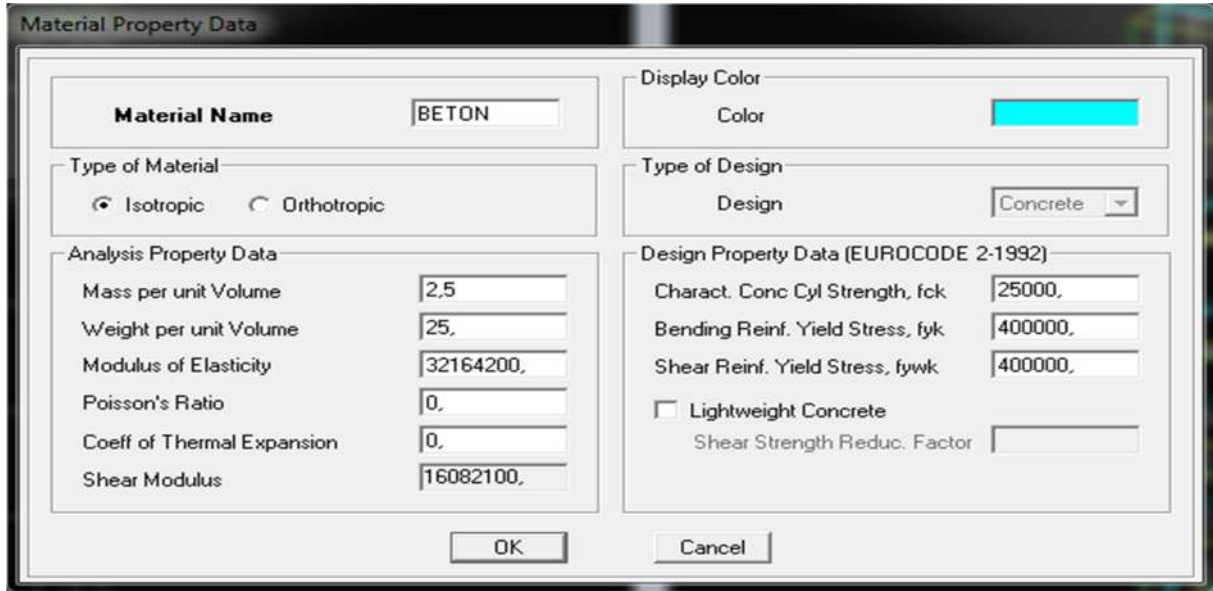 Material Property Data
Material Name BETON
Display Color
Color
Type of Material
Isotropic Orthotropic
Type of Design
Design Concrete
Analysis Property Data
Mass per unit Volume 2,5
Weight per unit Volume 25,
Modulus of Elasticity 32164200,
Poisson's Ratio 0,
Coeff of Thermal Expansion 0,
Shear Modulus 16082100,
Design Property Data (EUROCODE 2-1992)
Charact. Conc Cyl Strength, fck 25000,
Bending Reinf. Yield Stress, fyk 400000,
Shear Reinf. Yield Stress, fywk 400000,
Lightweight Concrete
Shear Strength Reduc. Factor
OK Cancel